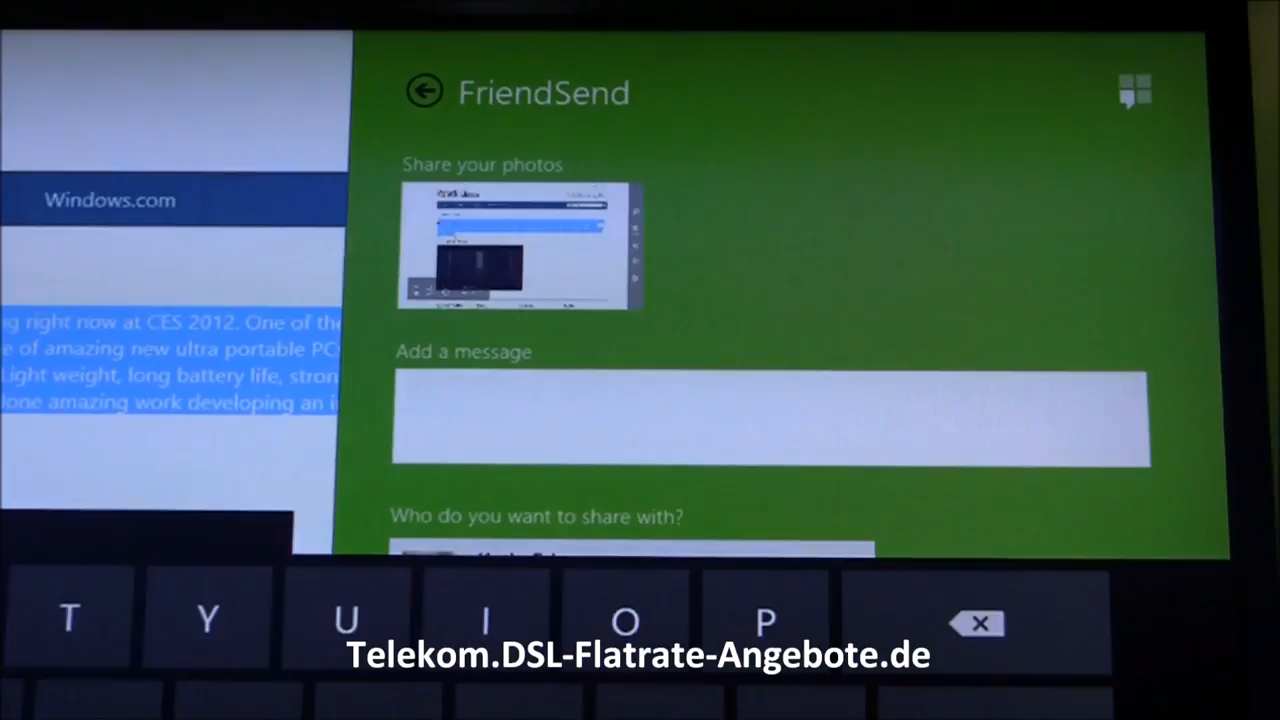 FriendSend
Share your photos
Windows.com
ng right now at CES 2012. One of the
e of amazing new ultra portable PC
Light weight, long battery life, stron
done amazing work developing an i
Add a message
Who do you want to share with?
T Y U I O P
Telekom.DSL-Flatrate-Angebote.de